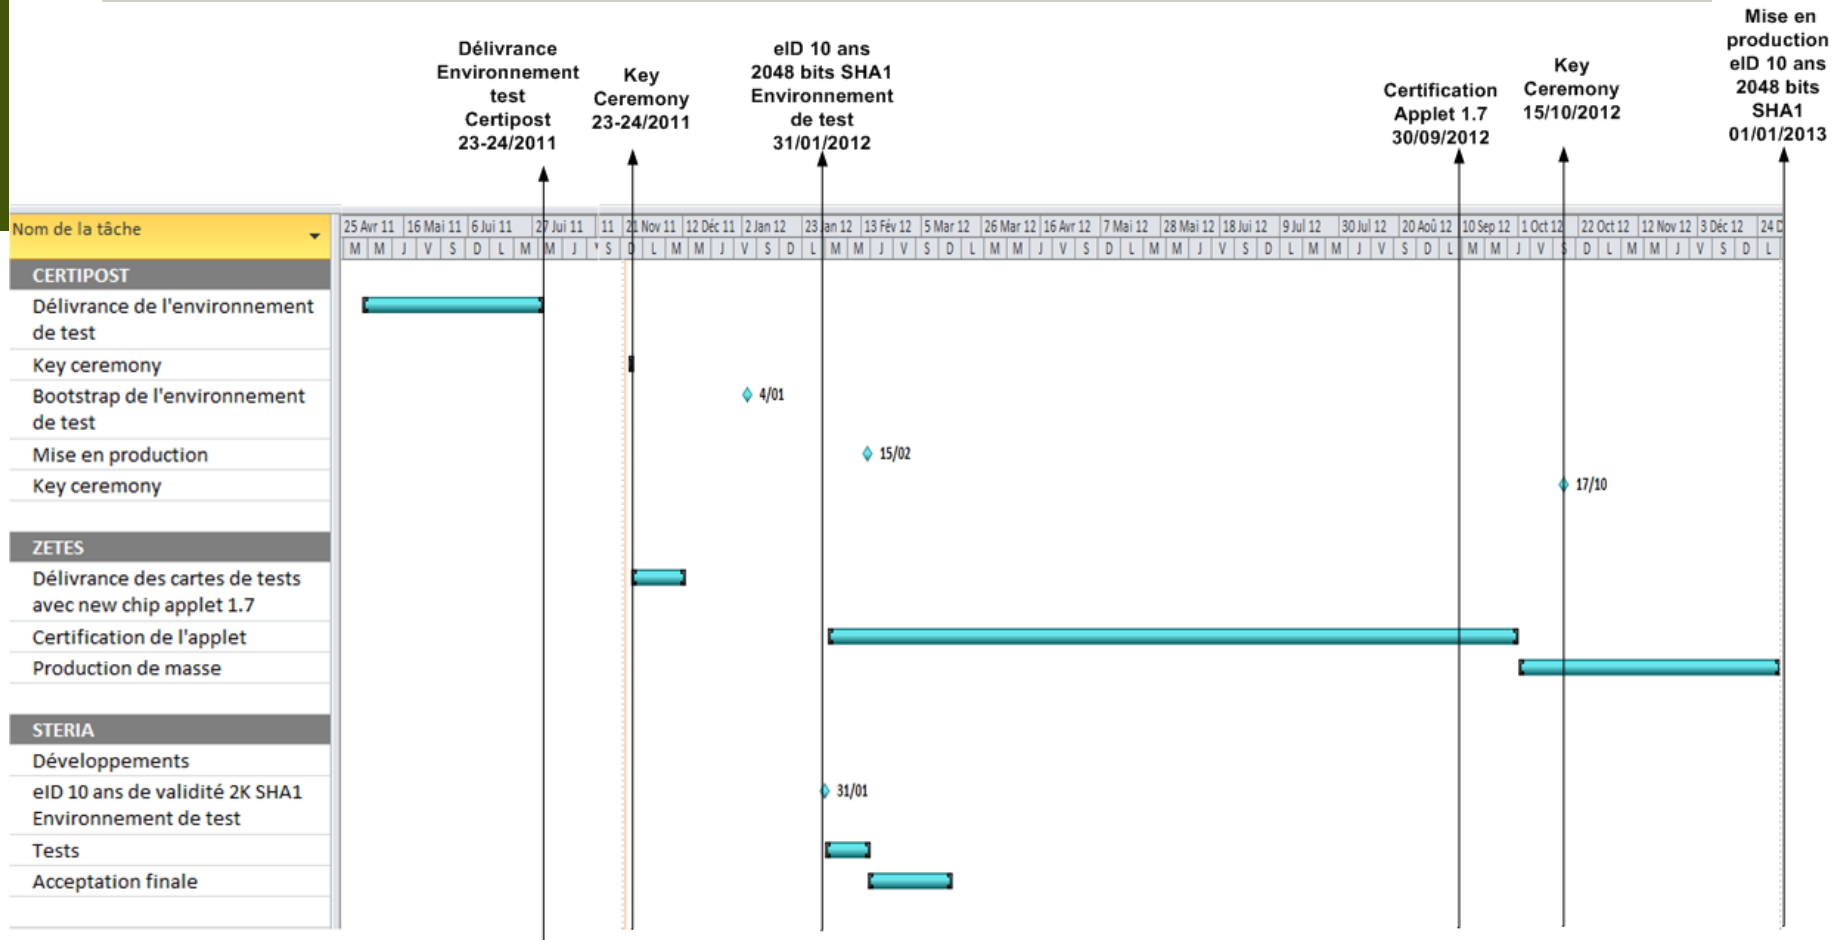 Délivrance
Environnement
test
Certipost
23-24/2011
Key
Ceremony
23-24/2011
eID 10 ans
2048 bits SHA1
Environnement
de test
31/01/2012
Certification
Applet 1.7
30/09/2012
Key
Ceremony
15/10/2012
Mise en
production
eID 10 ans
2048 bits
SHA1
01/01/2013
Nom de la tâche
25 Avr 11 16 Mai 11 6 Jui 11 27 Jui 11 11 21 Nov 11 12 Déc 11 2 Jan 12 23 Jan 12 13 Fév 12 5 Mar 12 26 Mar 12 16 Avr 12 7 Mai 12 28 Mai 12 18 Jui 12 9 Jul 12 30 Jul 12 20 Aoû 12 10 Sep 12 1 Oct 12 22 Oct 12 12 Nov 12 3 Déc 12 24 D
M M J V S D L M M J S D L M M J V S D L M M J V S D L M M J V S D L M M J V S D L M M J V S D L M M J V S D L M M J V S D L
CERTIPOST
Délivrance de l'environnement
de test
Key ceremony
Bootstrap de l'environnement
de test
4/01
Mise en production
15/02
Key ceremony
17/10
ZETES
Délivrance des cartes de tests
avec new chip applet 1.7
Certification de l'applet
Production de masse
STERIA
Développements
eID 10 ans de validité 2K SHA1
Environnement de test
31/01
Tests
Acceptation finale